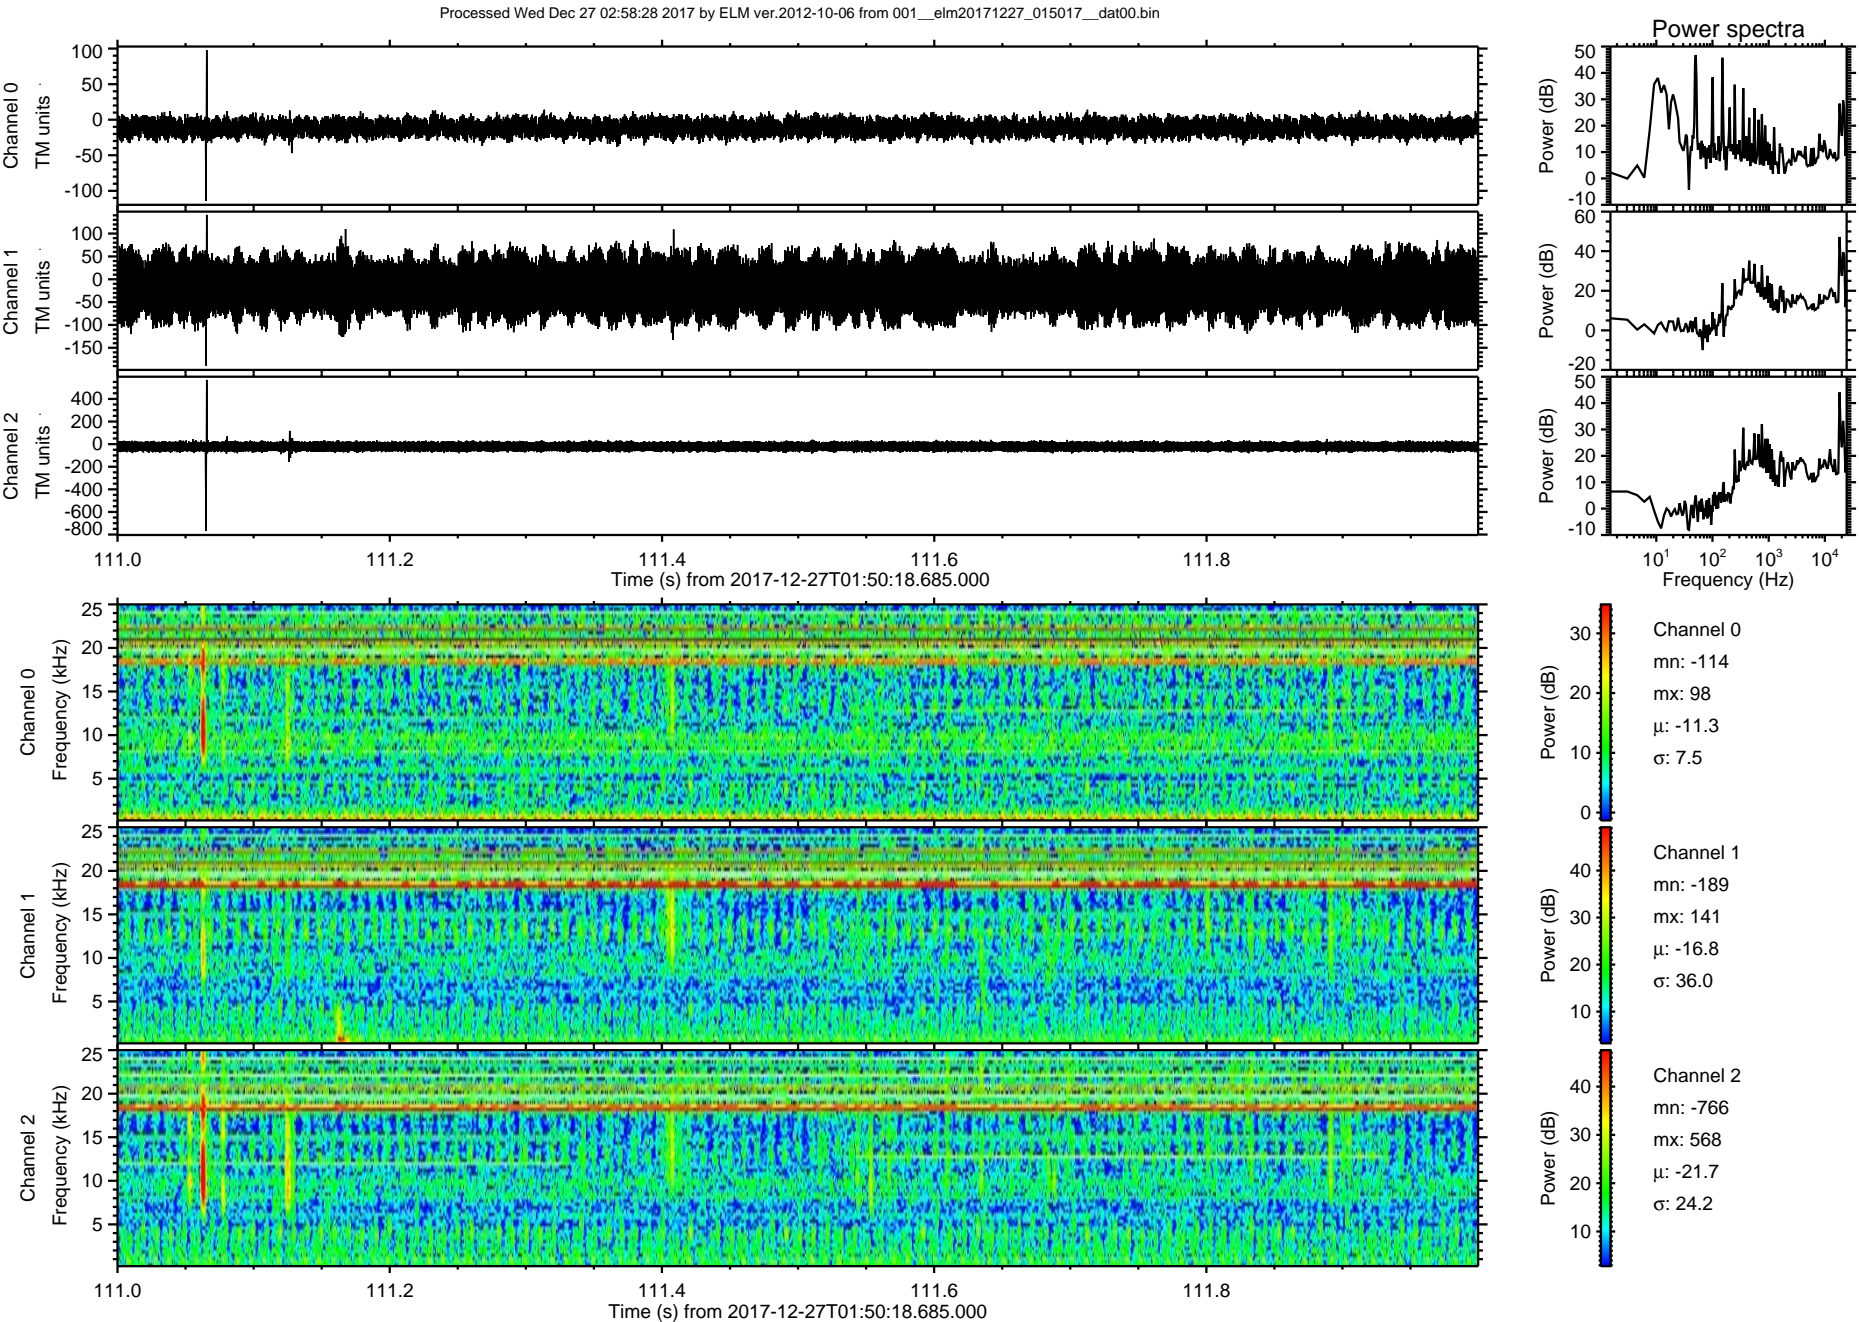 Processed Wed Dec 27 02:58:28 2017 by ELM ver.2012-10-06 from 001__elm20171227_015017__dat00.bin
Power spectra
Channel 0
TM units
100
50
0
-50
-100
Power (dB)
50
40
30
20
10
0
-10
Channel 1
TM units
100
50
0
-50
-100
-150
Power (dB)
60
40
20
0
-20
Channel 2
TM units
400
200
0
-200
-400
-600
-800
Power (dB)
50
40
30
20
10
0
-10
111.0 111.2 111.4 111.6 111.8
Time (s) from 2017-12-27T01:50:18.685.000
10^1 10^2 10^3 10^4
Frequency (Hz)
Channel 0
Frequency (kHz)
25
20
15
10
5
Power (dB)
30
20
10
0
Channel 0
mn: -114
mx: 98
μ: -11.3
σ: 7.5
Channel 1
Frequency (kHz)
25
20
15
10
5
Power (dB)
40
30
20
10
Channel 1
mn: -189
mx: 141
μ: -16.8
σ: 36.0
Channel 2
Frequency (kHz)
25
20
15
10
5
Power (dB)
40
30
20
10
Channel 2
mn: -766
mx: 568
μ: -21.7
σ: 24.2
111.0 111.2 111.4 111.6 111.8
Time (s) from 2017-12-27T01:50:18.685.000